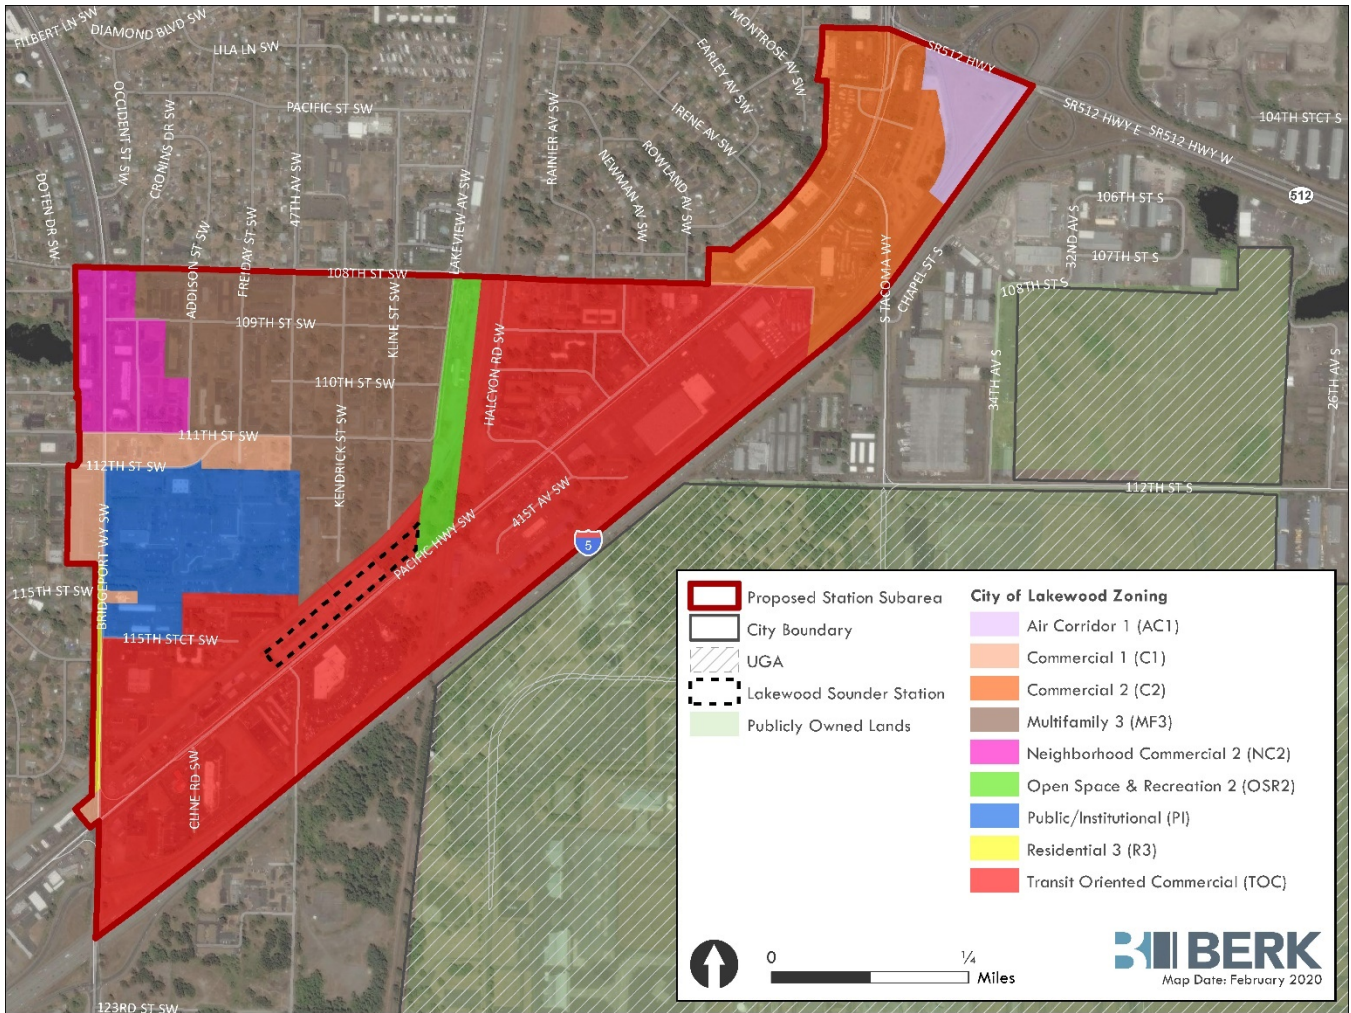 FILBERT LN SW
DIAMOND BLVD SW
LILA LN SW
MONTROSE AV SW
EARLEY AV SW
SR512 HWY
OCCIDENT ST SW
CRONINS DR SW
PACIFIC ST SW
IRENE AV SW
SR512 HWY E
SR512 HWY W
104TH STCT S
DOTEN DR SW
47TH AV SW
LAKEVIEW AV SW
RAINIER AV SW
NEWMAN AV SW
ROWLAND AV SW
512
106TH ST S
32ND AV S
107TH ST S
ADDISON ST SW
FREIDAY ST SW
108TH ST SW
S TACOMA WY
CHAPEL ST S
108TH ST S
109TH ST SW
KLINE ST SW
HALCYON RD SW
110TH ST SW
34TH AV S
26TH AV S
111TH ST SW
KENDRICK ST SW
112TH ST SW
112TH ST S
41ST AV SW
PACIFIC HWY SW
BRIDGEPORT WY SW
5
115TH ST SW
115TH STCT SW
CLINE RD SW
123RD ST SW
Proposed Station Subarea
City Boundary
UGA
Lakewood Sounder Station
Publicly Owned Lands
City of Lakewood Zoning
Air Corridor 1 (AC1)
Commercial 1 (C1)
Commercial 2 (C2)
Multifamily 3 (MF3)
Neighborhood Commercial 2 (NC2)
Open Space & Recreation 2 (OSR2)
Public/Institutional (PI)
Residential 3 (R3)
Transit Oriented Commercial (TOC)
0
¼
Miles
BERK
Map Date: February 2020